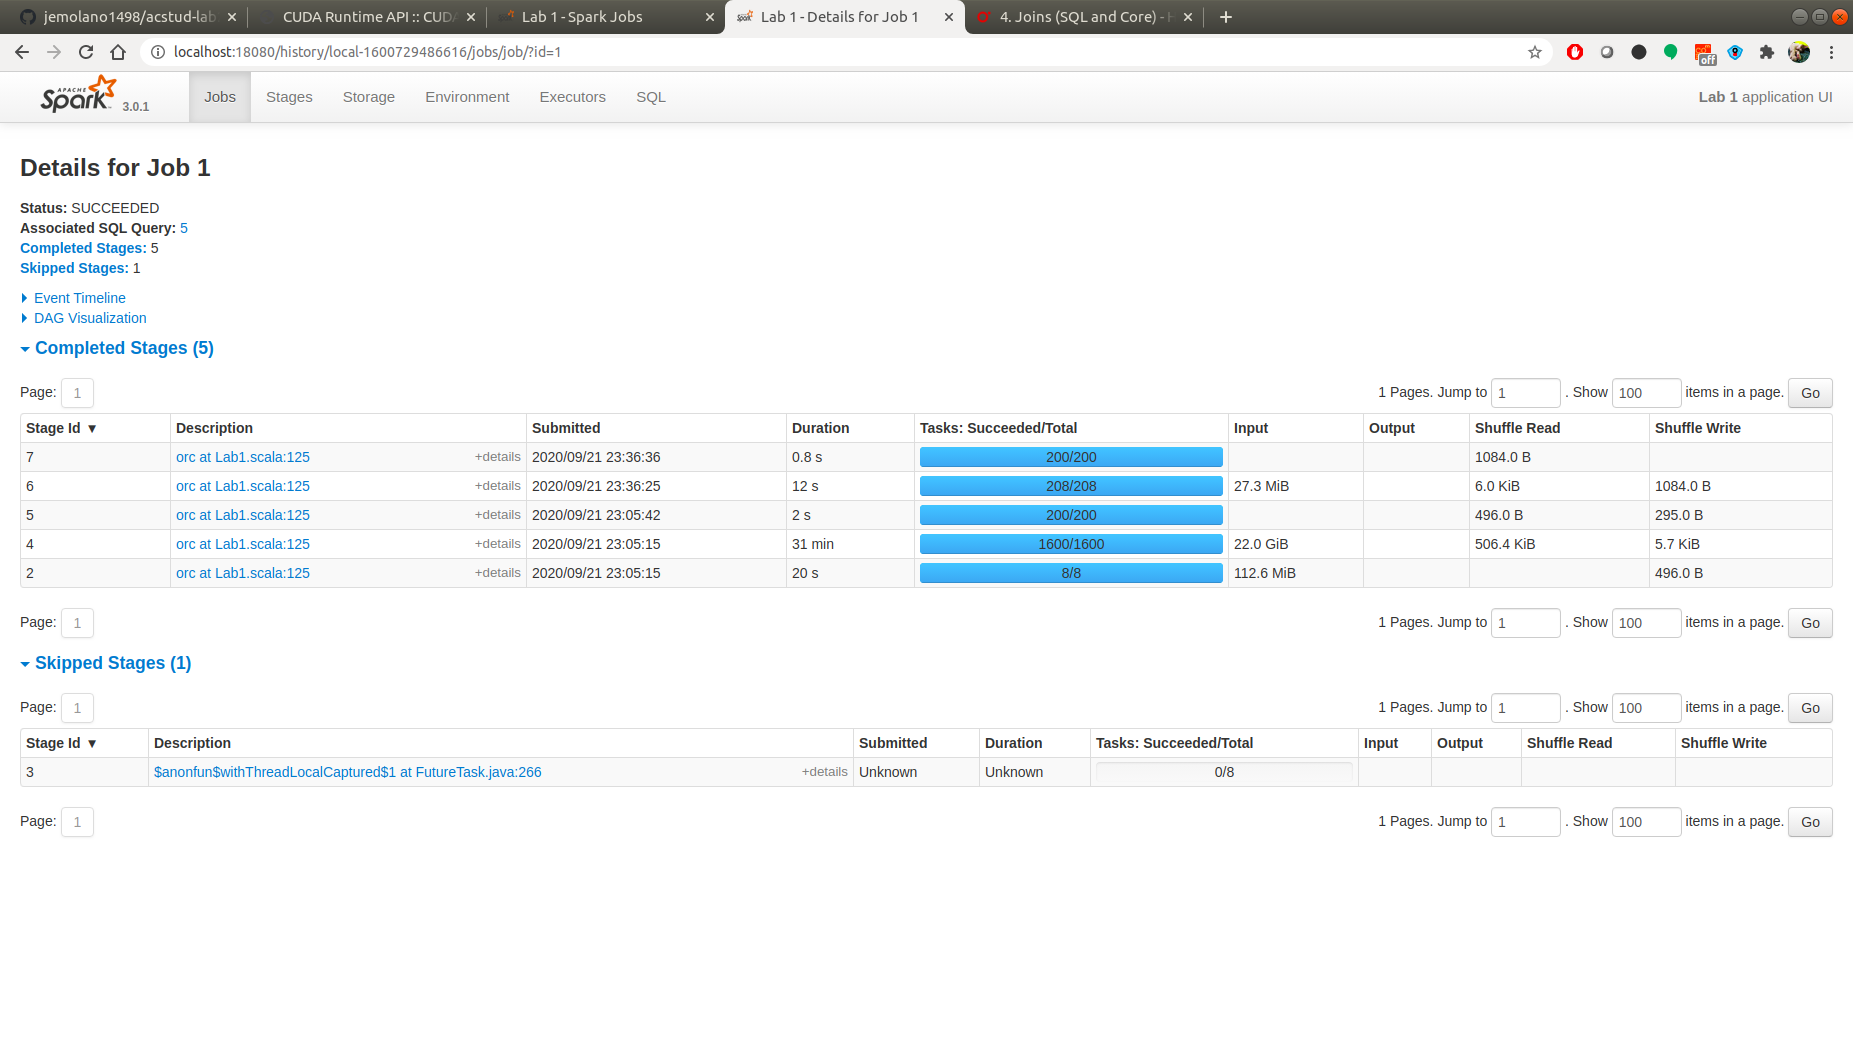 jemolano1498/acstud-lab
CUDA Runtime API :: CUDA
Lab 1 - Spark Jobs
Lab 1 - Details for Job 1
4. Joins (SQL and Core) - H
localhost:18080/history/local-1600729486616/jobs/job/?id=1
off
APACHE
Spark 3.0.1
Jobs
Stages
Storage
Environment
Executors
SQL
Lab 1 application UI
Details for Job 1
Status: SUCCEEDED
Associated SQL Query: 5
Completed Stages: 5
Skipped Stages: 1
Event Timeline
DAG Visualization
Completed Stages (5)
Page: 1
1 Pages. Jump to 1 . Show 100 items in a page. Go
Stage Id ▼ Description Submitted Duration Tasks: Succeeded/Total Input Output Shuffle Read Shuffle Write
7 orc at Lab1.scala:125 +details 2020/09/21 23:36:36 0.8 s 200/200 1084.0 B
6 orc at Lab1.scala:125 +details 2020/09/21 23:36:25 12 s 208/208 27.3 MiB 6.0 KiB 1084.0 B
5 orc at Lab1.scala:125 +details 2020/09/21 23:05:42 2 s 200/200 496.0 B 295.0 B
4 orc at Lab1.scala:125 +details 2020/09/21 23:05:15 31 min 1600/1600 22.0 GiB 506.4 KiB 5.7 KiB
2 orc at Lab1.scala:125 +details 2020/09/21 23:05:15 20 s 8/8 112.6 MiB 496.0 B
Page: 1
1 Pages. Jump to 1 . Show 100 items in a page. Go
Skipped Stages (1)
Page: 1
1 Pages. Jump to 1 . Show 100 items in a page. Go
Stage Id ▼ Description Submitted Duration Tasks: Succeeded/Total Input Output Shuffle Read Shuffle Write
3 $anonfun$withThreadLocalCaptured$1 at FutureTask.java:266 +details Unknown Unknown 0/8
Page: 1
1 Pages. Jump to 1 . Show 100 items in a page. Go